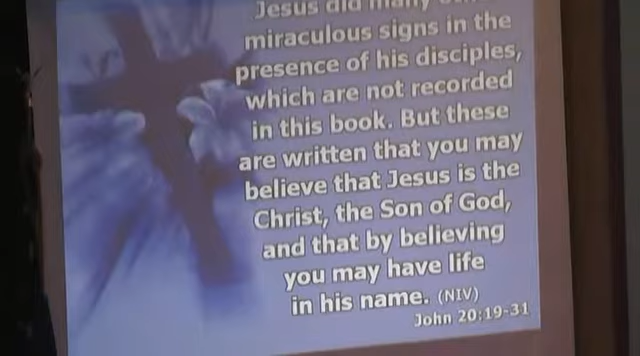 Jesus did many
miraculous signs in the
presence of his disciples,
which are not recorded
in this book. But these
are written that you may
believe that Jesus is the
Christ, the Son of God,
and that by believing
you may have life
in his name. (NIV)
John 20:19-31